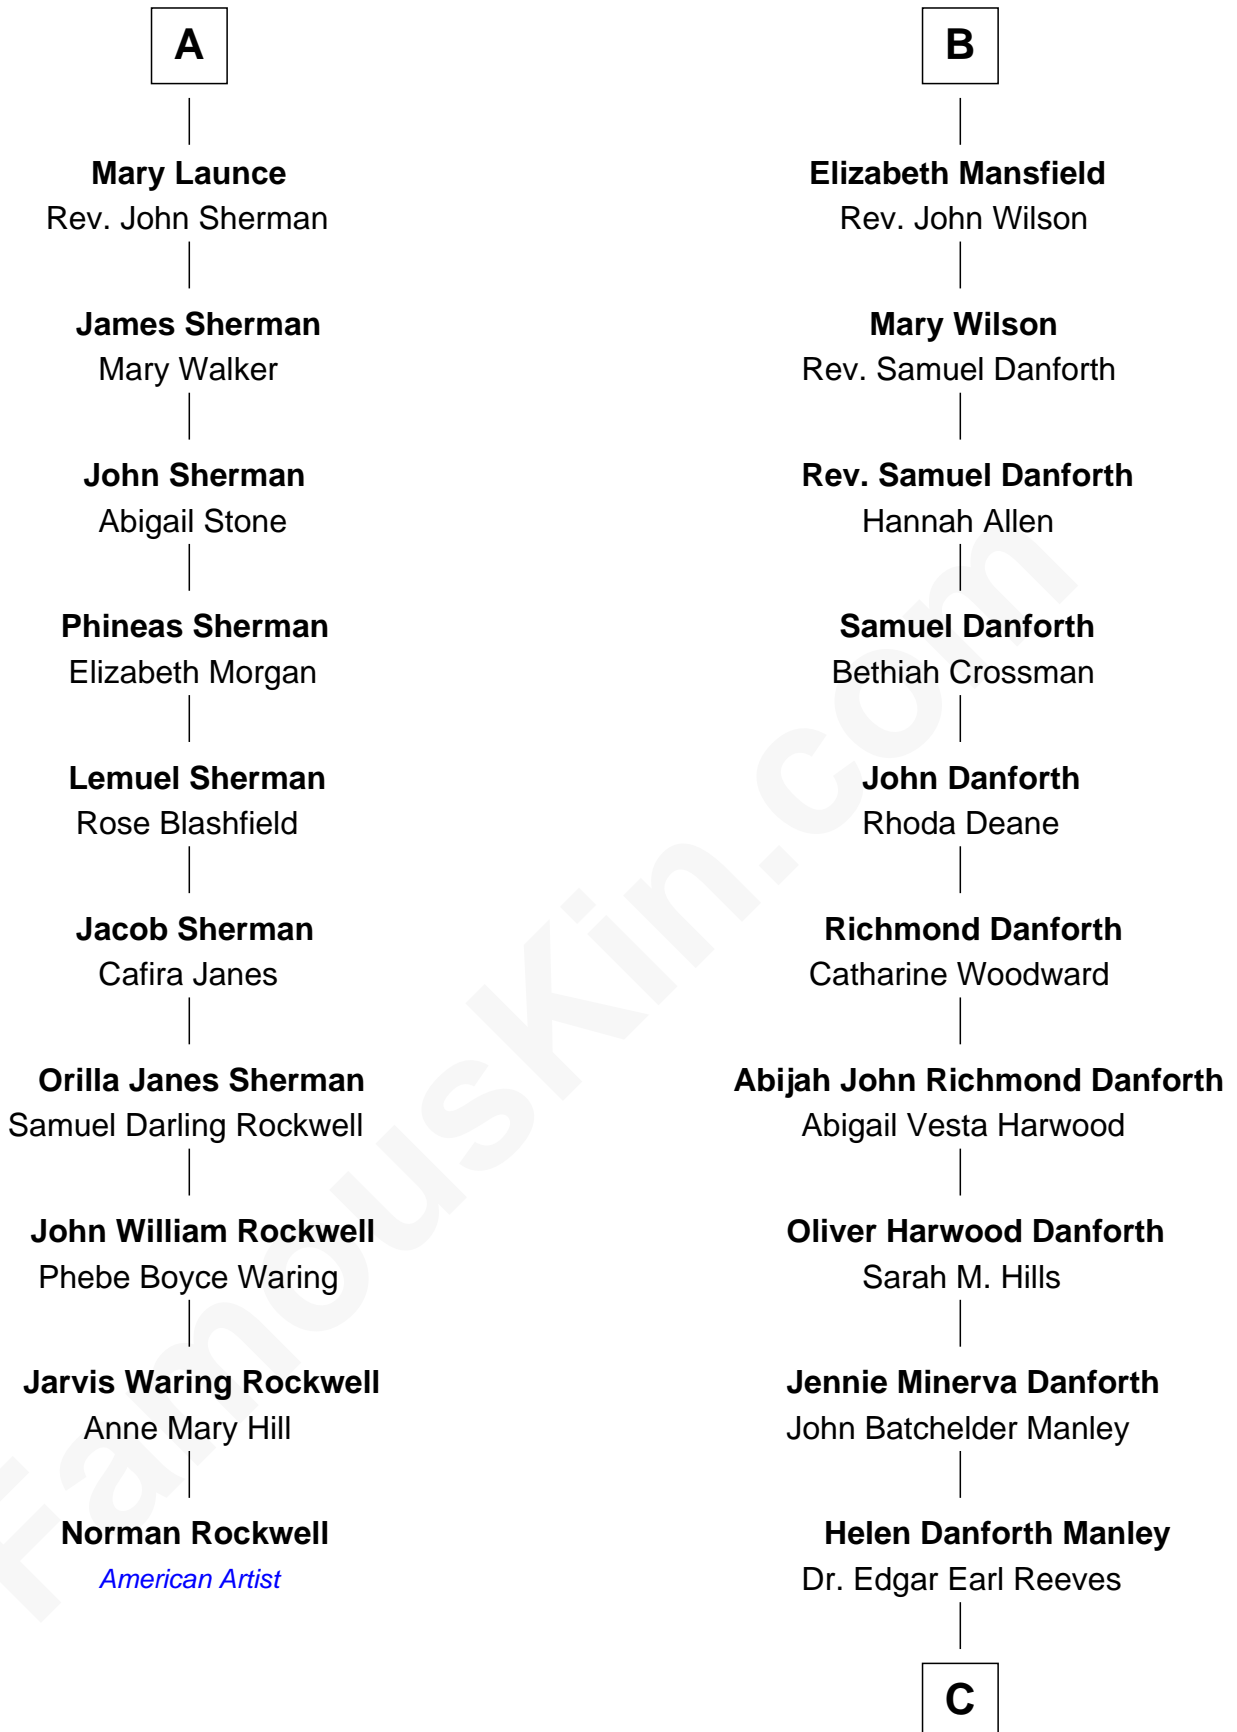 A
Mary Launce
Rev. John Sherman
James Sherman
Mary Walker
John Sherman
Abigail Stone
Phineas Sherman
Elizabeth Morgan
Lemuel Sherman
Rose Blashfield
Jacob Sherman
Cafira Janes
Orilla Janes Sherman
Samuel Darling Rockwell
John William Rockwell
Phebe Boyce Waring
Jarvis Waring Rockwell
Anne Mary Hill
Norman Rockwell
American Artist
B
Elizabeth Mansfield
Rev. John Wilson
Mary Wilson
Rev. Samuel Danforth
Rev. Samuel Danforth
Hannah Allen
Samuel Danforth
Bethiah Crossman
John Danforth
Rhoda Deane
Richmond Danforth
Catharine Woodward
Abijah John Richmond Danforth
Abigail Vesta Harwood
Oliver Harwood Danforth
Sarah M. Hills
Jennie Minerva Danforth
John Batchelder Manley
Helen Danforth Manley
Dr. Edgar Earl Reeves
C
FamousKin.com